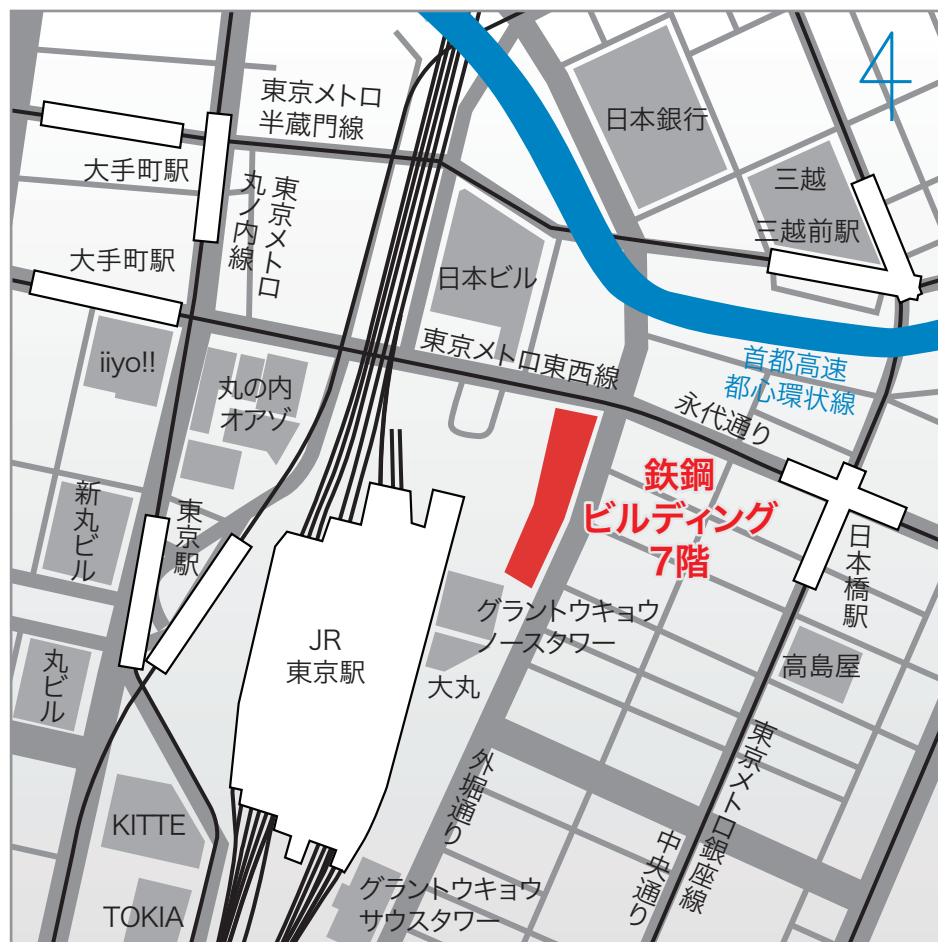 4
東京メトロ
半蔵門線
日本銀行
大手町駅
三越
三越前駅
東京メトロ
丸ノ内線
大手町駅
日本ビル
東京メトロ東西線
首都高速
都心環状線
iiyo!!
丸の内
オアゾ
永代通り
鉄鋼
ビルディング
7階
新丸ビル
東京駅
日本橋駅
グラントウキョウ
ノースタワー
JR
東京駅
大丸
丸ビル
高島屋
外堀通り
東京メトロ銀座線
中央通り
KITTE
TOKIA
グラントウキョウ
サウスタワー